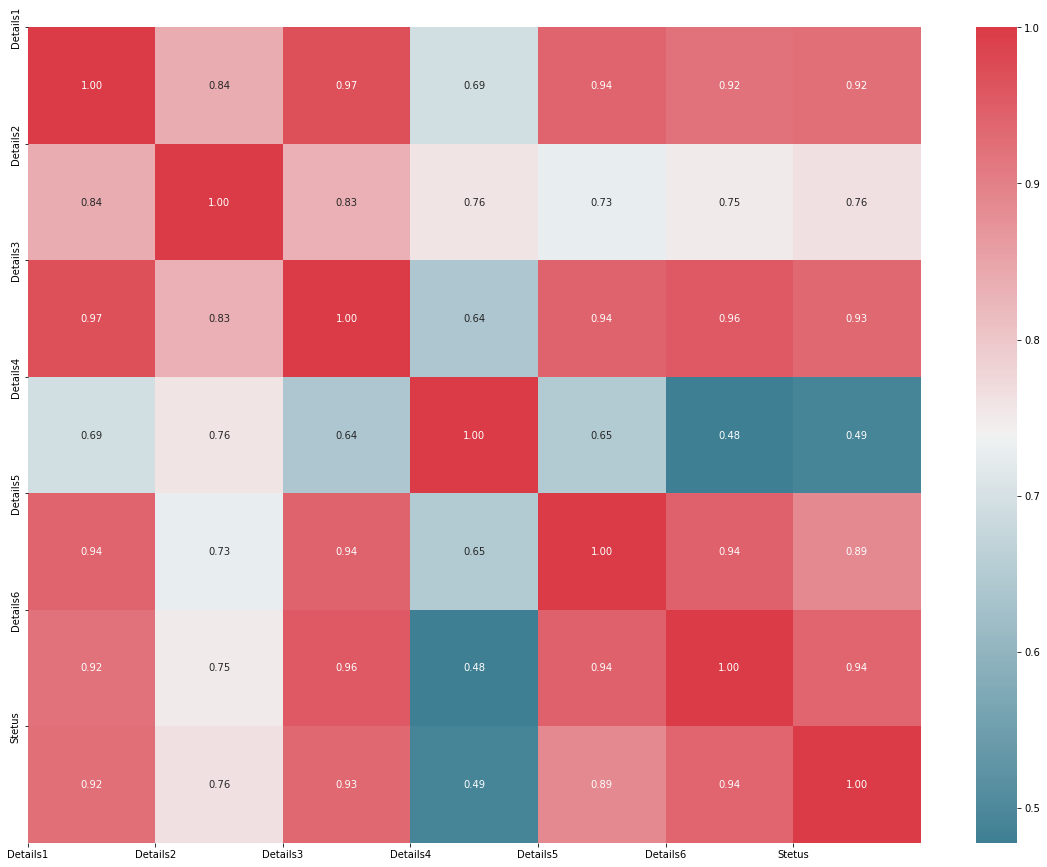 Details1 1.00 0.84 0.97 0.69 0.94 0.92 0.92
Details2 0.84 1.00 0.83 0.76 0.73 0.75 0.76
Details3 0.97 0.83 1.00 0.64 0.94 0.96 0.93
Details4 0.69 0.76 0.64 1.00 0.65 0.48 0.49
Details5 0.94 0.73 0.94 0.65 1.00 0.94 0.89
Details6 0.92 0.75 0.96 0.48 0.94 1.00 0.94
Stetus 0.92 0.76 0.93 0.49 0.89 0.94 1.00
Details1 Details2 Details3 Details4 Details5 Details6 Stetus
1.0
0.9
0.8
0.7
0.6
0.5